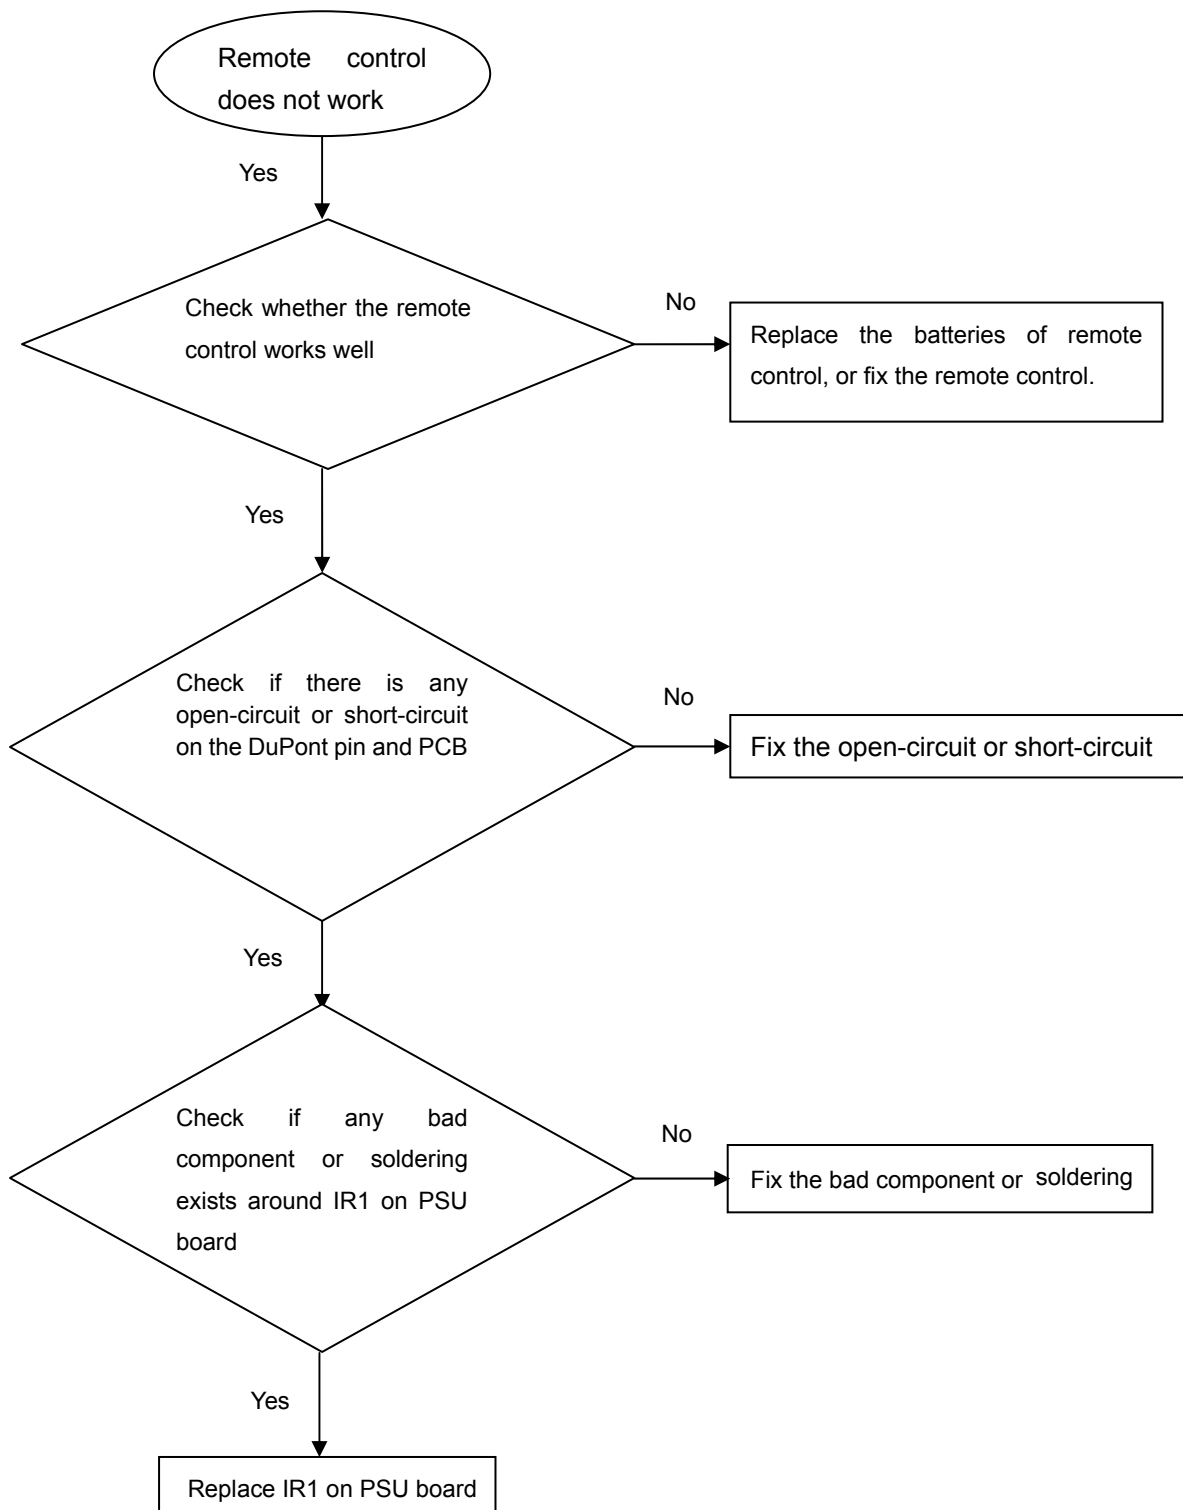 Remote control
does not work
Yes
Check whether the remote
control works well
No
Replace the batteries of remote
control, or fix the remote control.
Yes
Check if there is any
open-circuit or short-circuit
on the DuPont pin and PCB
No
Fix the open-circuit or short-circuit
Yes
Check if any bad
component or soldering
exists around IR1 on PSU
board
No
Fix the bad component or soldering
Yes
Replace IR1 on PSU board